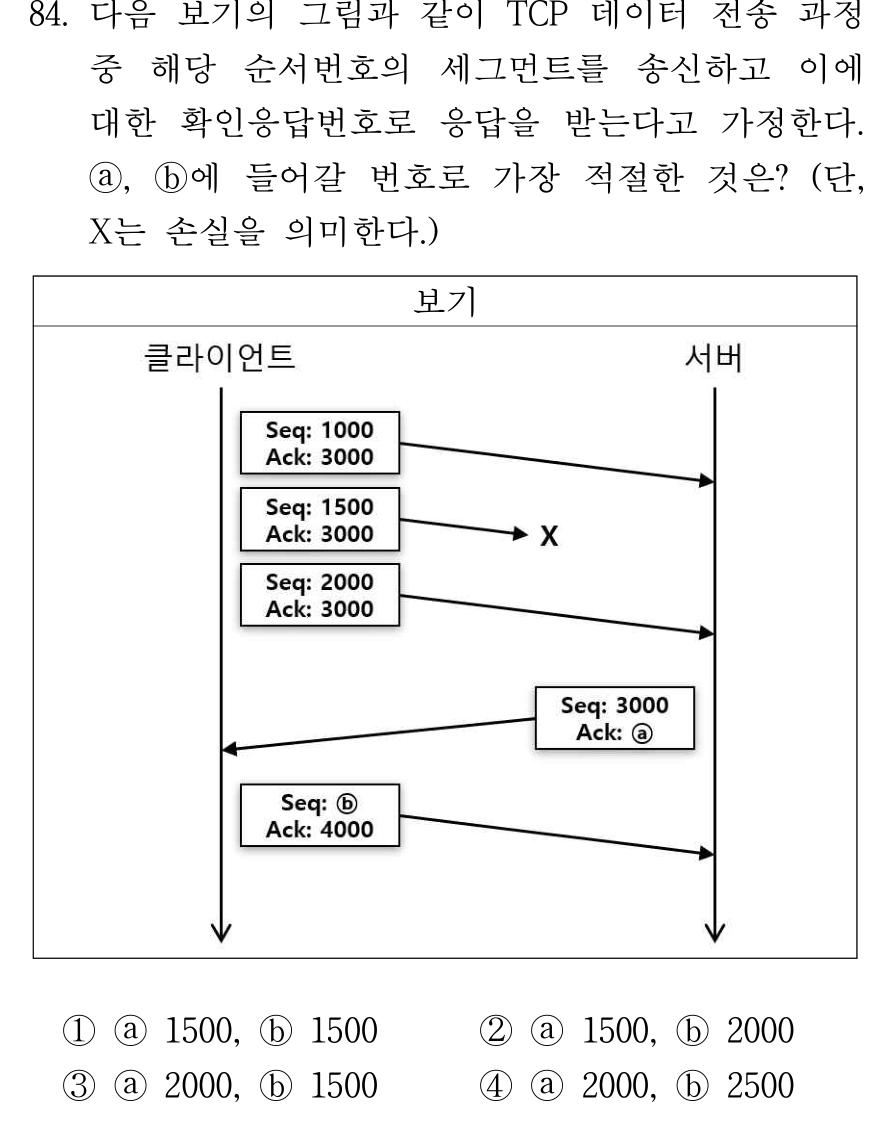 84. 다음 보기의 그림과 같이 TCP 데이터 전송 과정
중 해당 순서번호의 세그먼트를 송신하고 이에
대한 확인응답번호로 응답을 받는다고 가정한다.
ⓐ, ⓑ에 들어갈 번호로 가장 적절한 것은? (단,
X는 손실을 의미한다.)
보기
클라이언트 서버
Seq: 1000
Ack: 3000
Seq: 1500
Ack: 3000
X
Seq: 2000
Ack: 3000
Seq: 3000
Ack: ⓐ
Seq: ⓑ
Ack: 4000
① ⓐ 1500, ⓑ 1500 ② ⓐ 1500, ⓑ 2000
③ ⓐ 2000, ⓑ 1500 ④ ⓐ 2000, ⓑ 2500